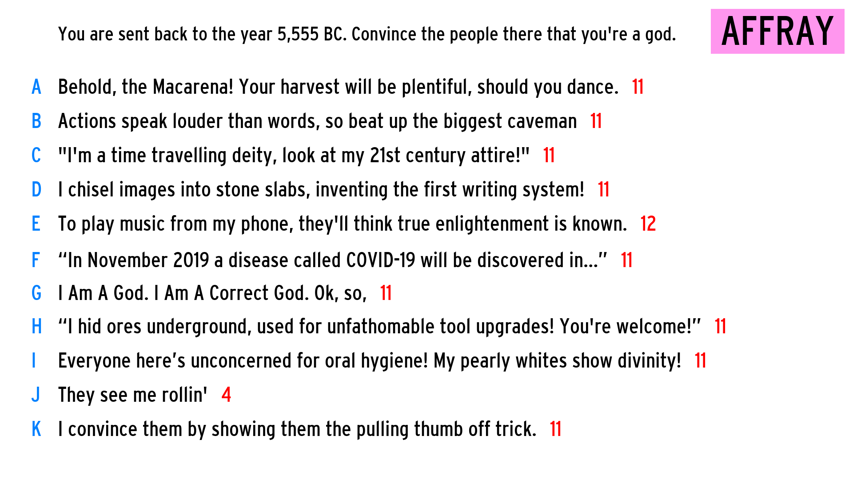 You are sent back to the year 5,555 BC. Convince the people there that you're a god.
AFFRAY
A Behold, the Macarena! Your harvest will be plentiful, should you dance. 11
B Actions speak louder than words, so beat up the biggest caveman 11
C "I'm a time travelling deity, look at my 21st century attire!" 11
D I chisel images into stone slabs, inventing the first writing system! 11
E To play music from my phone, they'll think true enlightenment is known. 12
F “In November 2019 a disease called COVID-19 will be discovered in...” 11
G I Am A God. I Am A Correct God. Ok, so, 11
H “I hid ores underground, used for unfathomable tool upgrades! You're welcome!” 11
I Everyone here’s unconcerned for oral hygiene! My pearly whites show divinity! 11
J They see me rollin' 4
K I convince them by showing them the pulling thumb off trick. 11